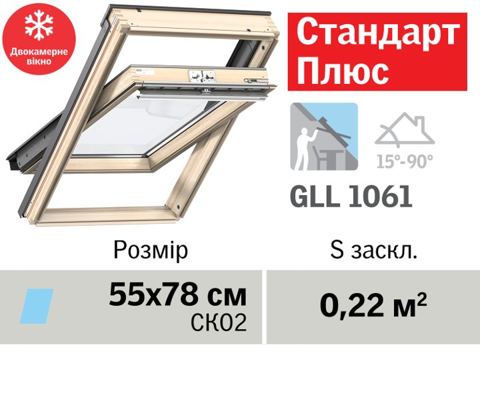 Двокамерне
вікно
Стандарт
Плюс
15°-90°
GLL 1061
Розмір
S заскл.
55х78 см
CK02
0,22 м²